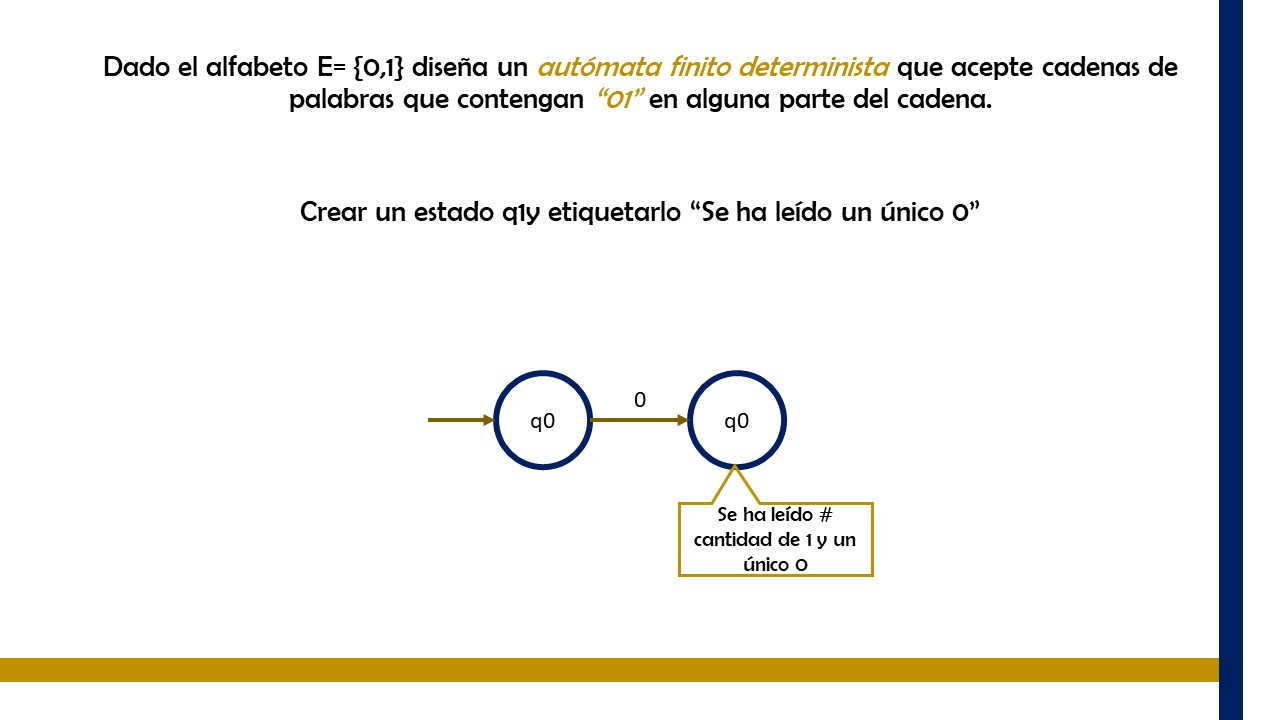 Dado el alfabeto E= {0,1} diseña un autómata finito determinista que acepte cadenas de
palabras que contengan “01” en alguna parte del cadena.
Crear un estado q1y etiquetarlo “Se ha leído un único 0”
0
q0
q0
Se ha leído #
cantidad de 1 y un
único 0